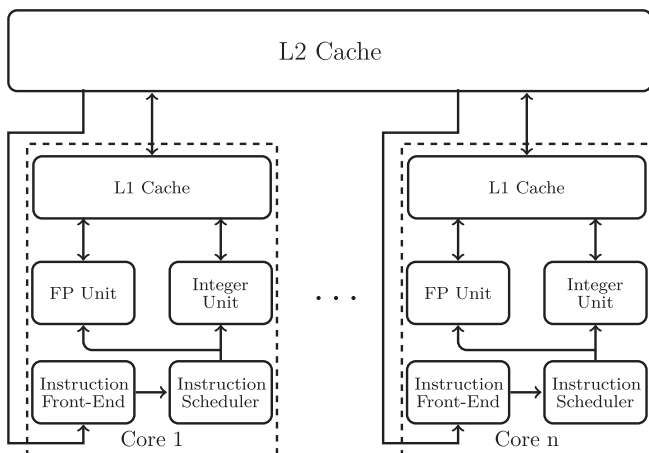 L2 Cache
L1 Cache
FP Unit
Integer
Unit
Instruction
Front-End
Instruction
Scheduler
Core 1
. . .
L1 Cache
FP Unit
Integer
Unit
Instruction
Front-End
Instruction
Scheduler
Core n